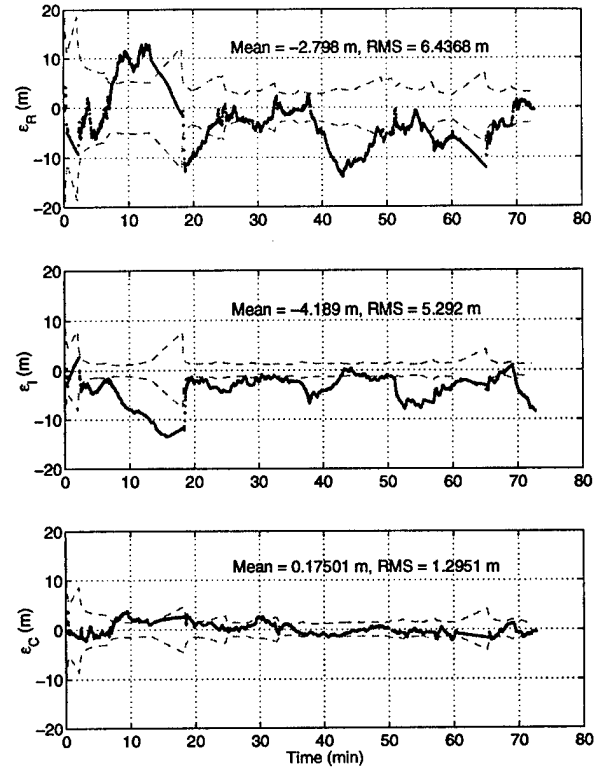 20
10
0
−10
−20
ε_R (m)
Mean = −2.798 m, RMS = 6.4368 m
0 10 20 30 40 50 60 70 80
20
10
0
−10
−20
ε_I (m)
Mean = −4.189 m, RMS = 5.292 m
0 10 20 30 40 50 60 70 80
20
10
0
−10
−20
ε_C (m)
Mean = 0.17501 m, RMS = 1.2951 m
0 10 20 30 40 50 60 70 80
Time (min)